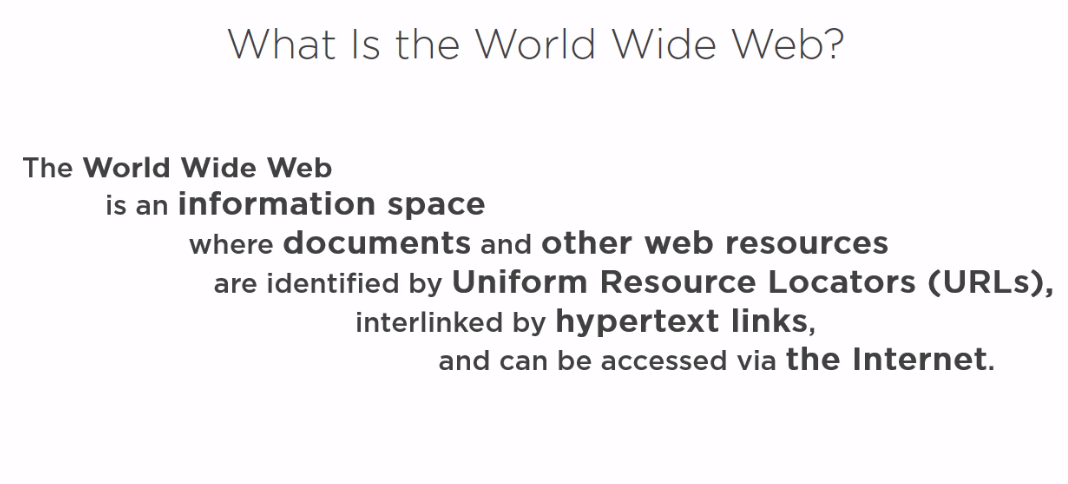 What Is the World Wide Web?
The World Wide Web
is an information space
where documents and other web resources
are identified by Uniform Resource Locators (URLs),
interlinked by hypertext links,
and can be accessed via the Internet.